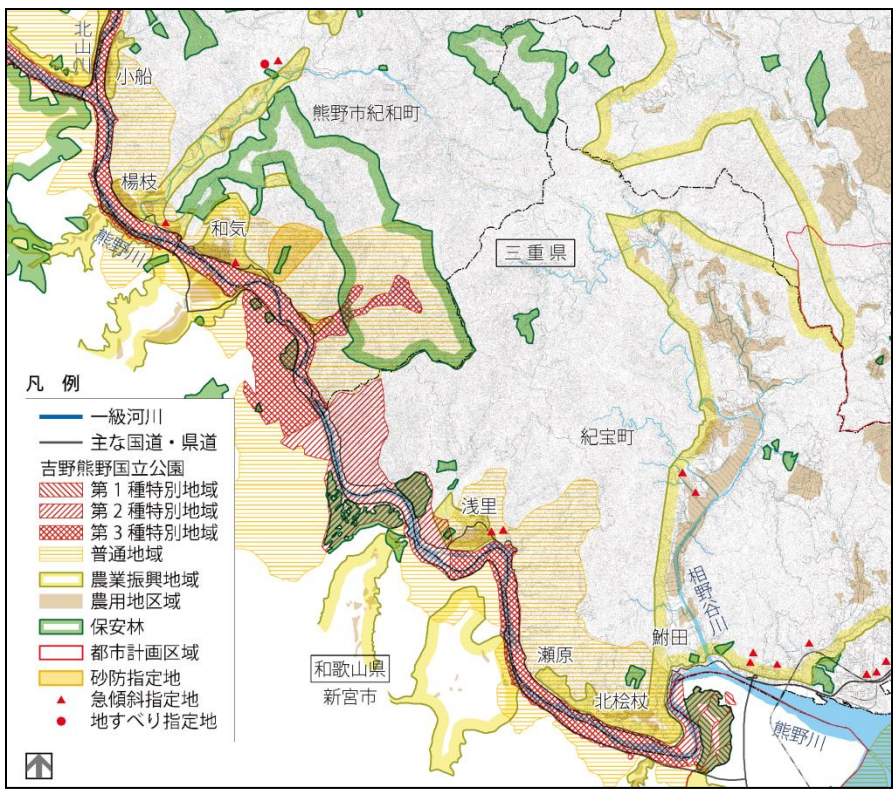 北山川
小船
熊野市紀和町
楊枝
和気
熊野川
三重県
凡 例
一級河川
主な国道・県道
吉野熊野国立公園
第1種特別地域
第2種特別地域
第3種特別地域
普通地域
農業振興地域
農用地区域
保安林
都市計画区域
砂防指定地
急傾斜指定地
地すべり指定地
紀宝町
浅里
相野谷川
鮒田
瀬原
和歌山県
新宮市
北桧杖
熊野川